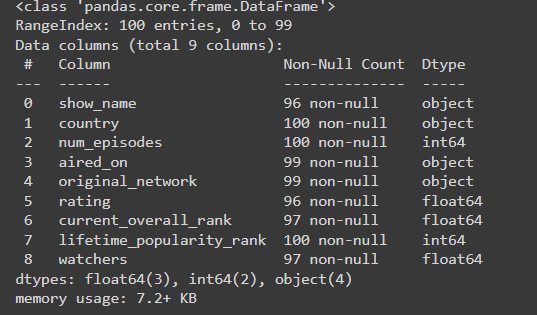 <class 'pandas.core.frame.DataFrame'>
RangeIndex: 100 entries, 0 to 99
Data columns (total 9 columns):
 #   Column                    Non-Null Count  Dtype
---  ------                    --------------  -----
 0   show_name                 96 non-null     object
 1   country                   100 non-null    object
 2   num_episodes              100 non-null    int64
 3   aired_on                  99 non-null     object
 4   original_network          99 non-null     object
 5   rating                    96 non-null     float64
 6   current_overall_rank      97 non-null     float64
 7   lifetime_popularity_rank  100 non-null    int64
 8   watchers                  97 non-null     float64
dtypes: float64(3), int64(2), object(4)
memory usage: 7.2+ KB